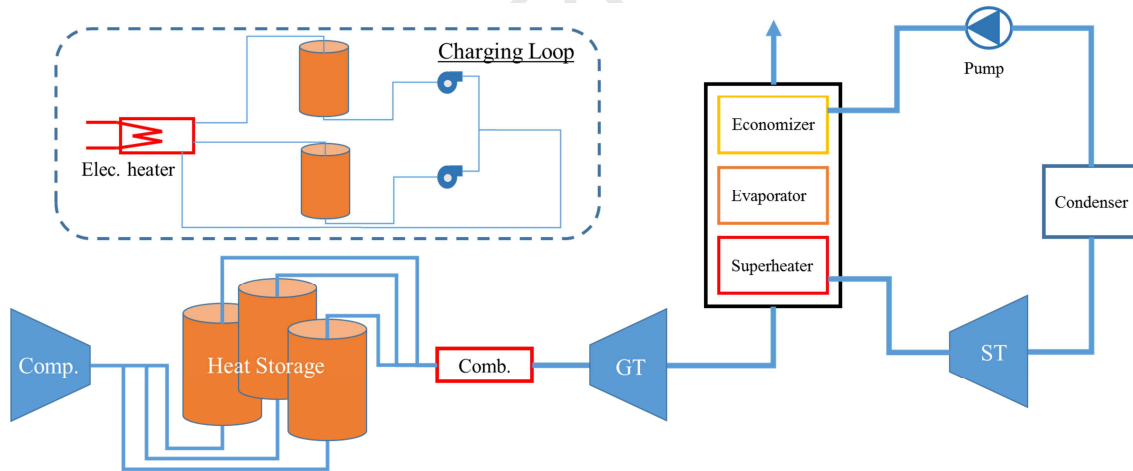 Charging Loop
Elec. heater
Pump
Economizer
Evaporator
Superheater
Condenser
Comp.
Heat Storage
Comb.
GT
ST